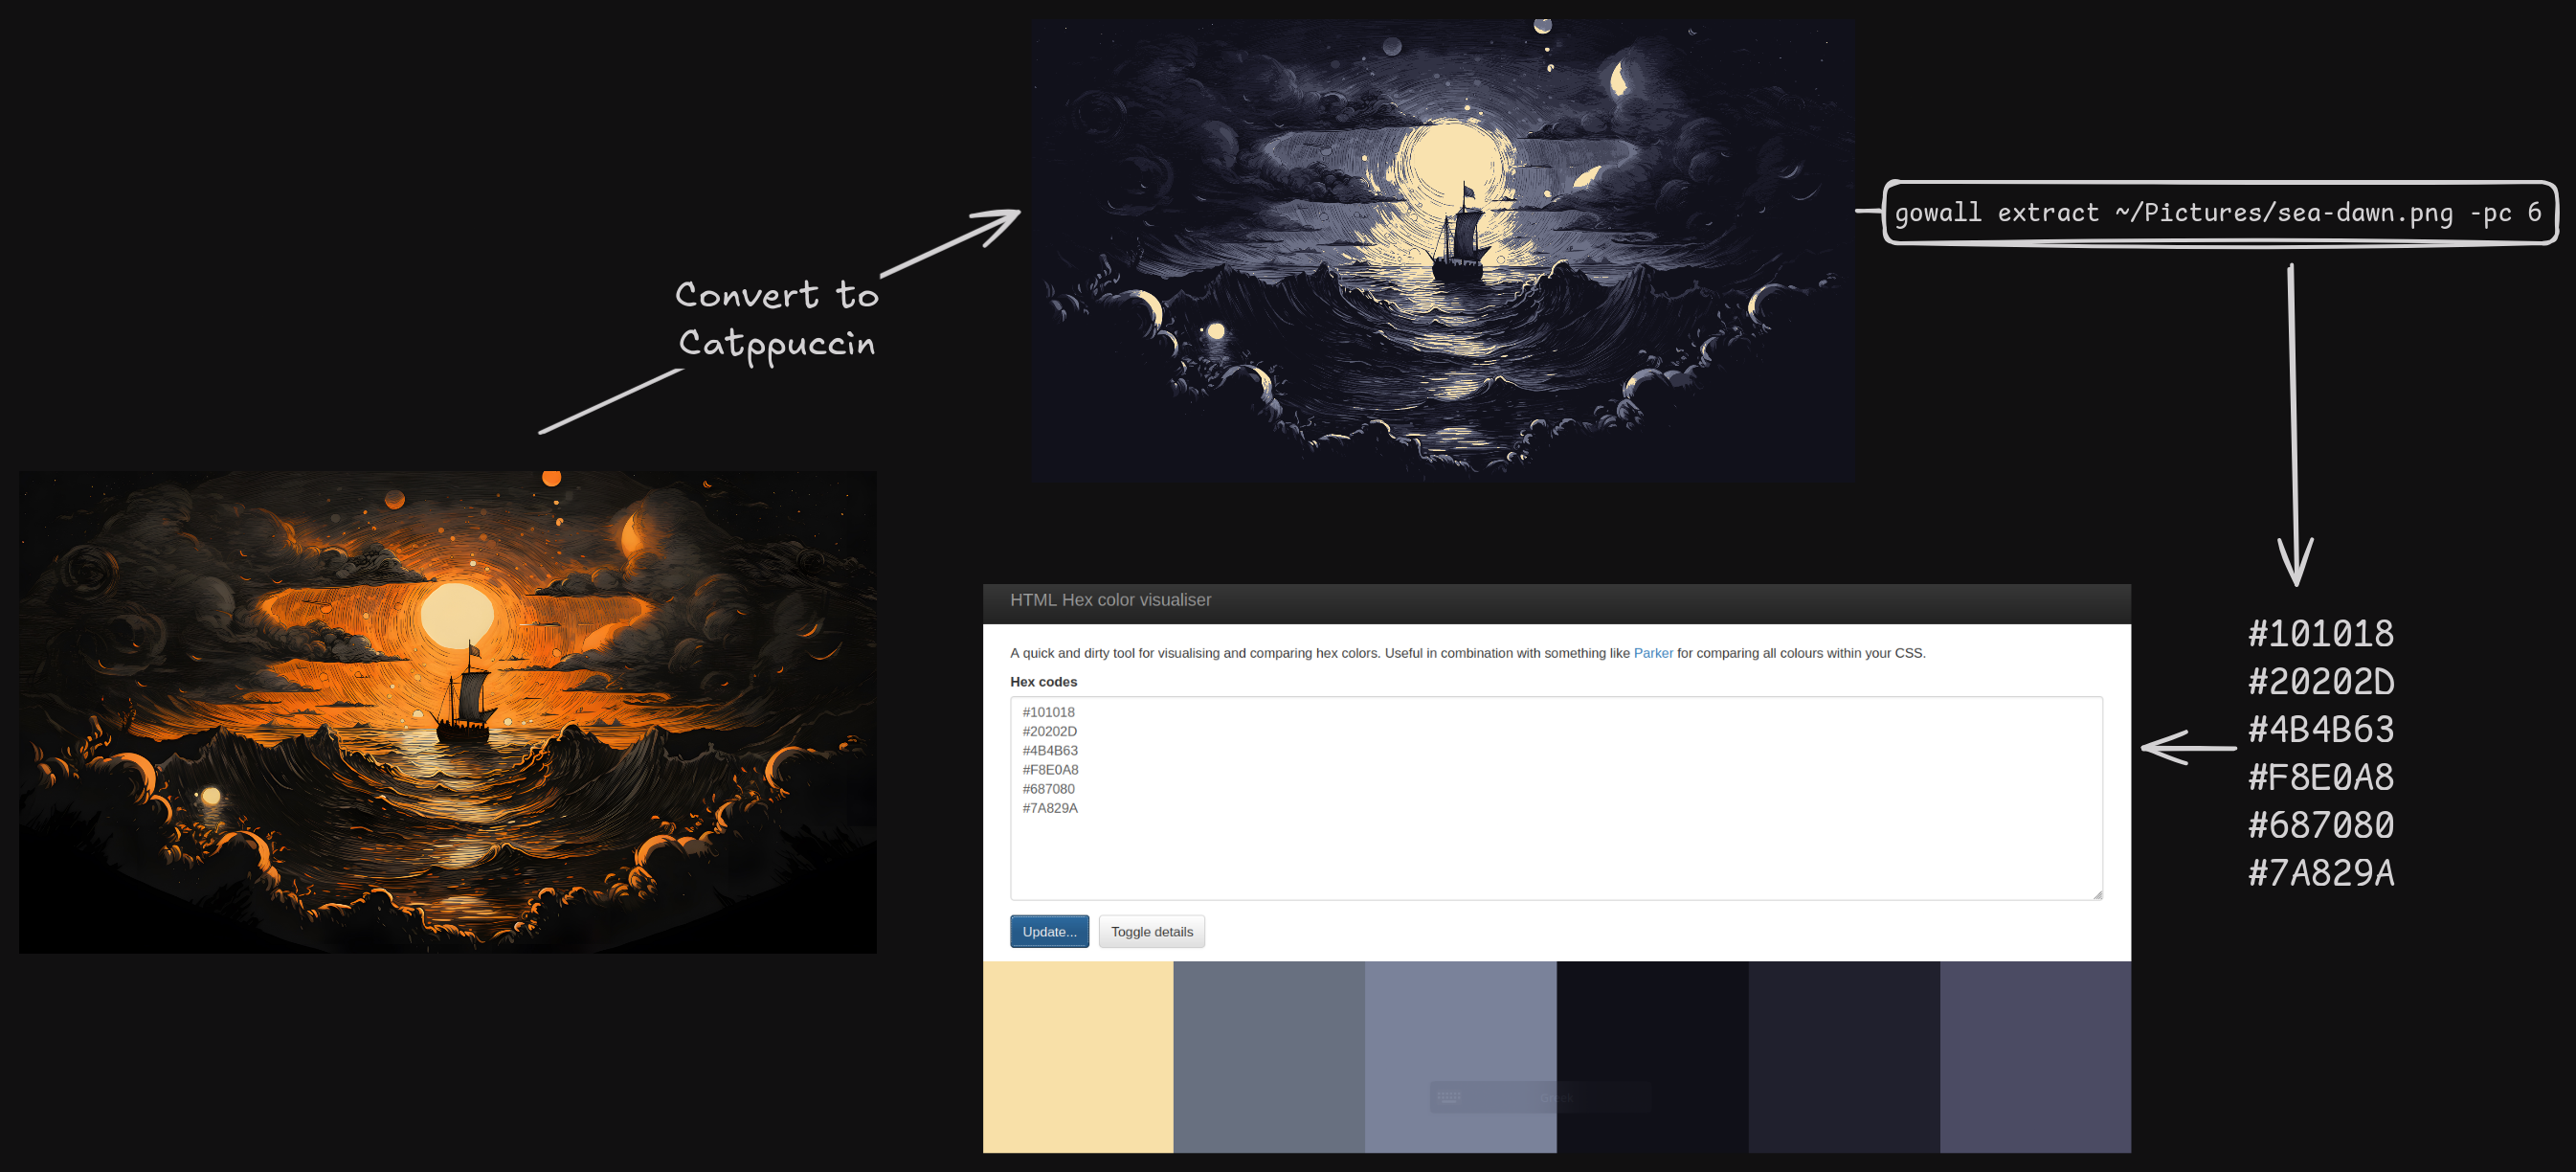 Convert to
Catppuccin
gowall extract ~/Pictures/sea-dawn.png -pc 6
#101018
#20202D
#4B4B63
#F8E0A8
#687080
#7A829A
HTML Hex color visualiser
A quick and dirty tool for visualising and comparing hex colors. Useful in combination with something like Parker for comparing all colours within your CSS.
Hex codes
#101018
#20202D
#4B4B63
#F8E0A8
#687080
#7A829A
Update...
Toggle details